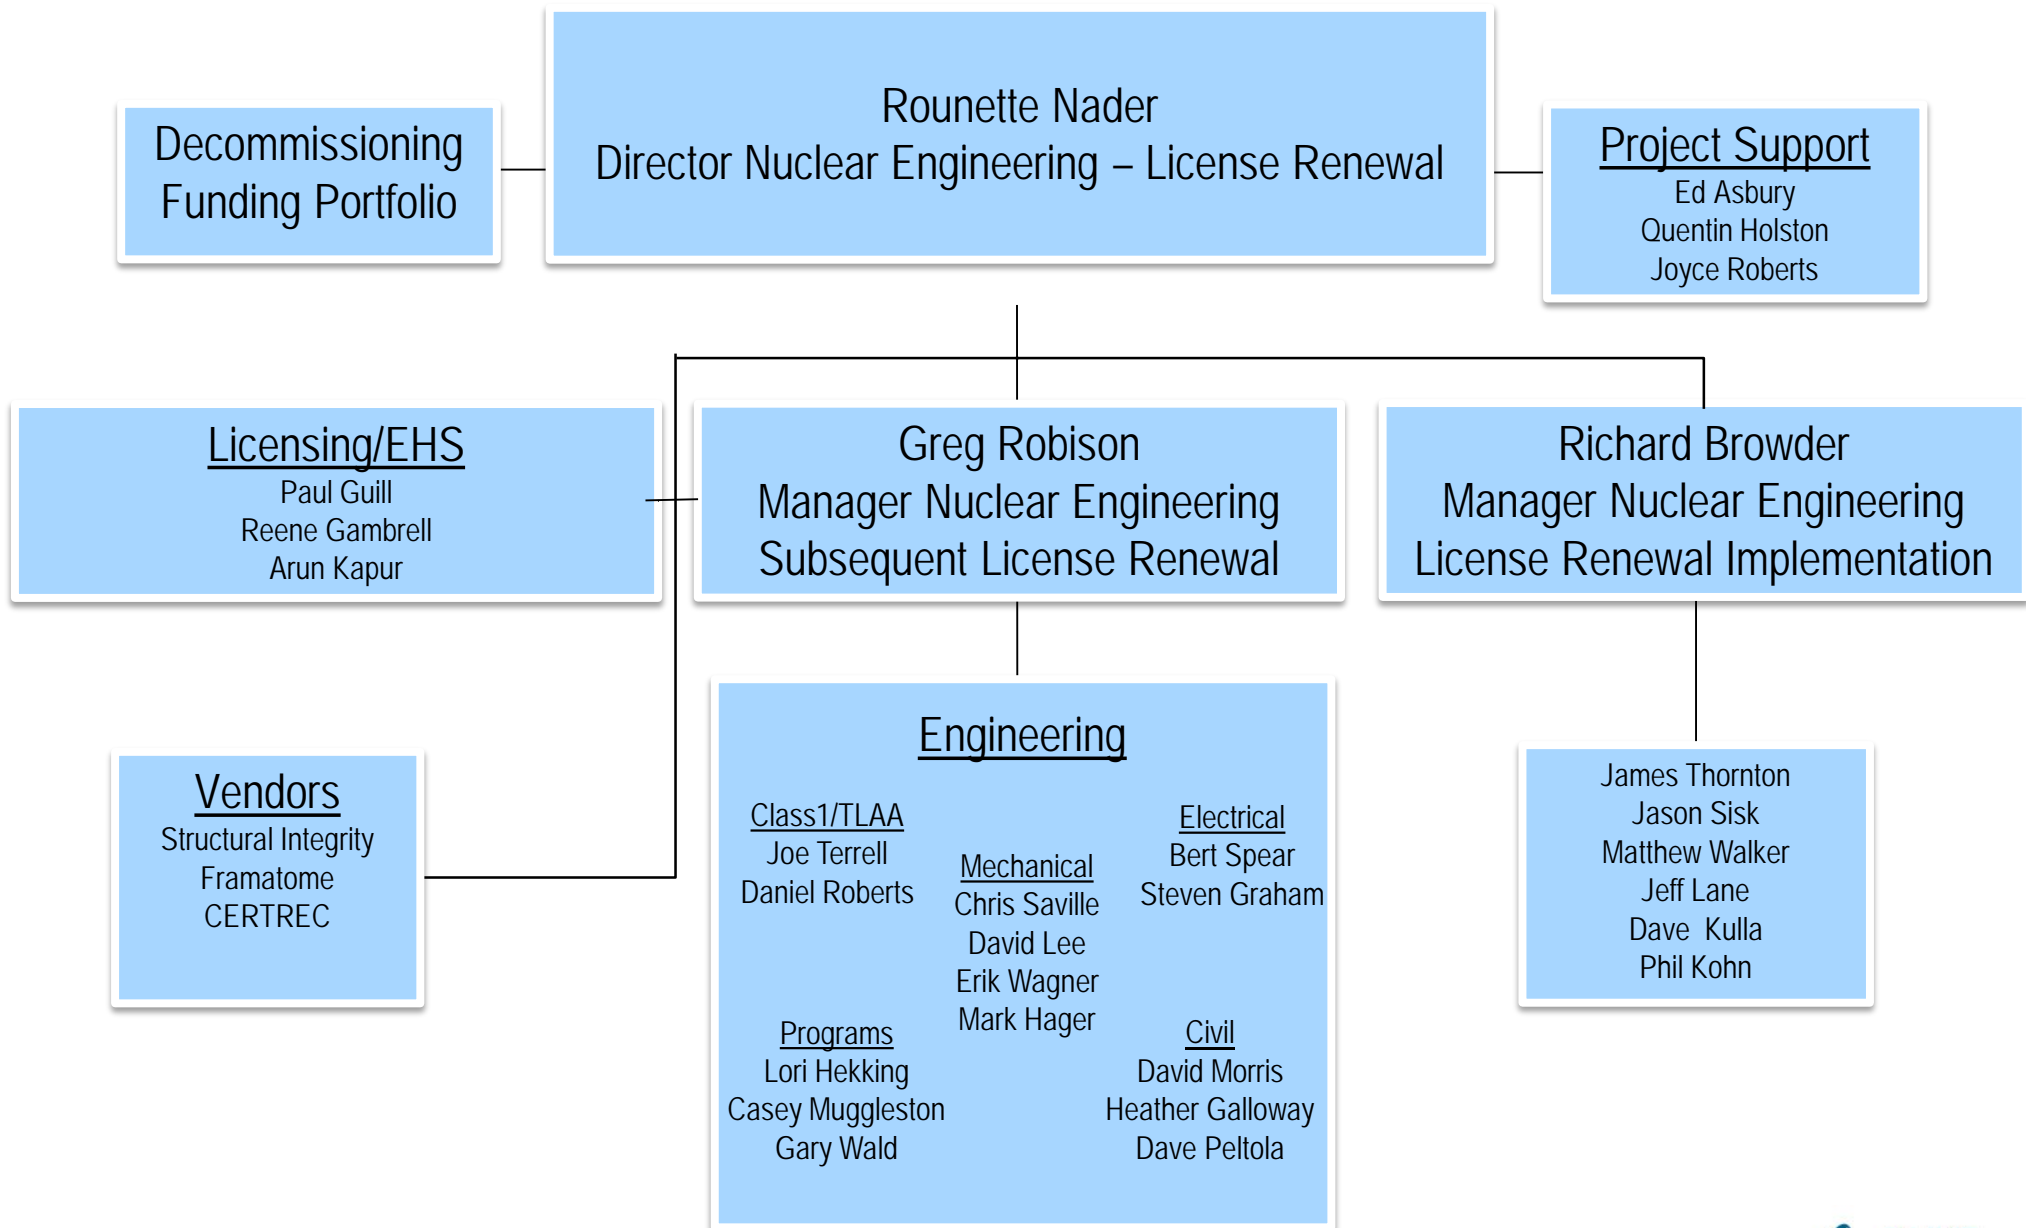 Rounette Nader
Director Nuclear Engineering – License Renewal
Decommissioning
Funding Portfolio
Project Support
Ed Asbury
Quentin Holston
Joyce Roberts
Licensing/EHS
Paul Guill
Reene Gambrell
Arun Kapur
Greg Robison
Manager Nuclear Engineering
Subsequent License Renewal
Richard Browder
Manager Nuclear Engineering
License Renewal Implementation
Vendors
Structural Integrity
Framatome
CERTREC
Engineering
Class1/TLAA
Joe Terrell
Daniel Roberts
Mechanical
Chris Saville
David Lee
Erik Wagner
Mark Hager
Electrical
Bert Spear
Steven Graham
Programs
Lori Hekking
Casey Muggleston
Gary Wald
Civil
David Morris
Heather Galloway
Dave Peltola
James Thornton
Jason Sisk
Matthew Walker
Jeff Lane
Dave  Kulla
Phil Kohn